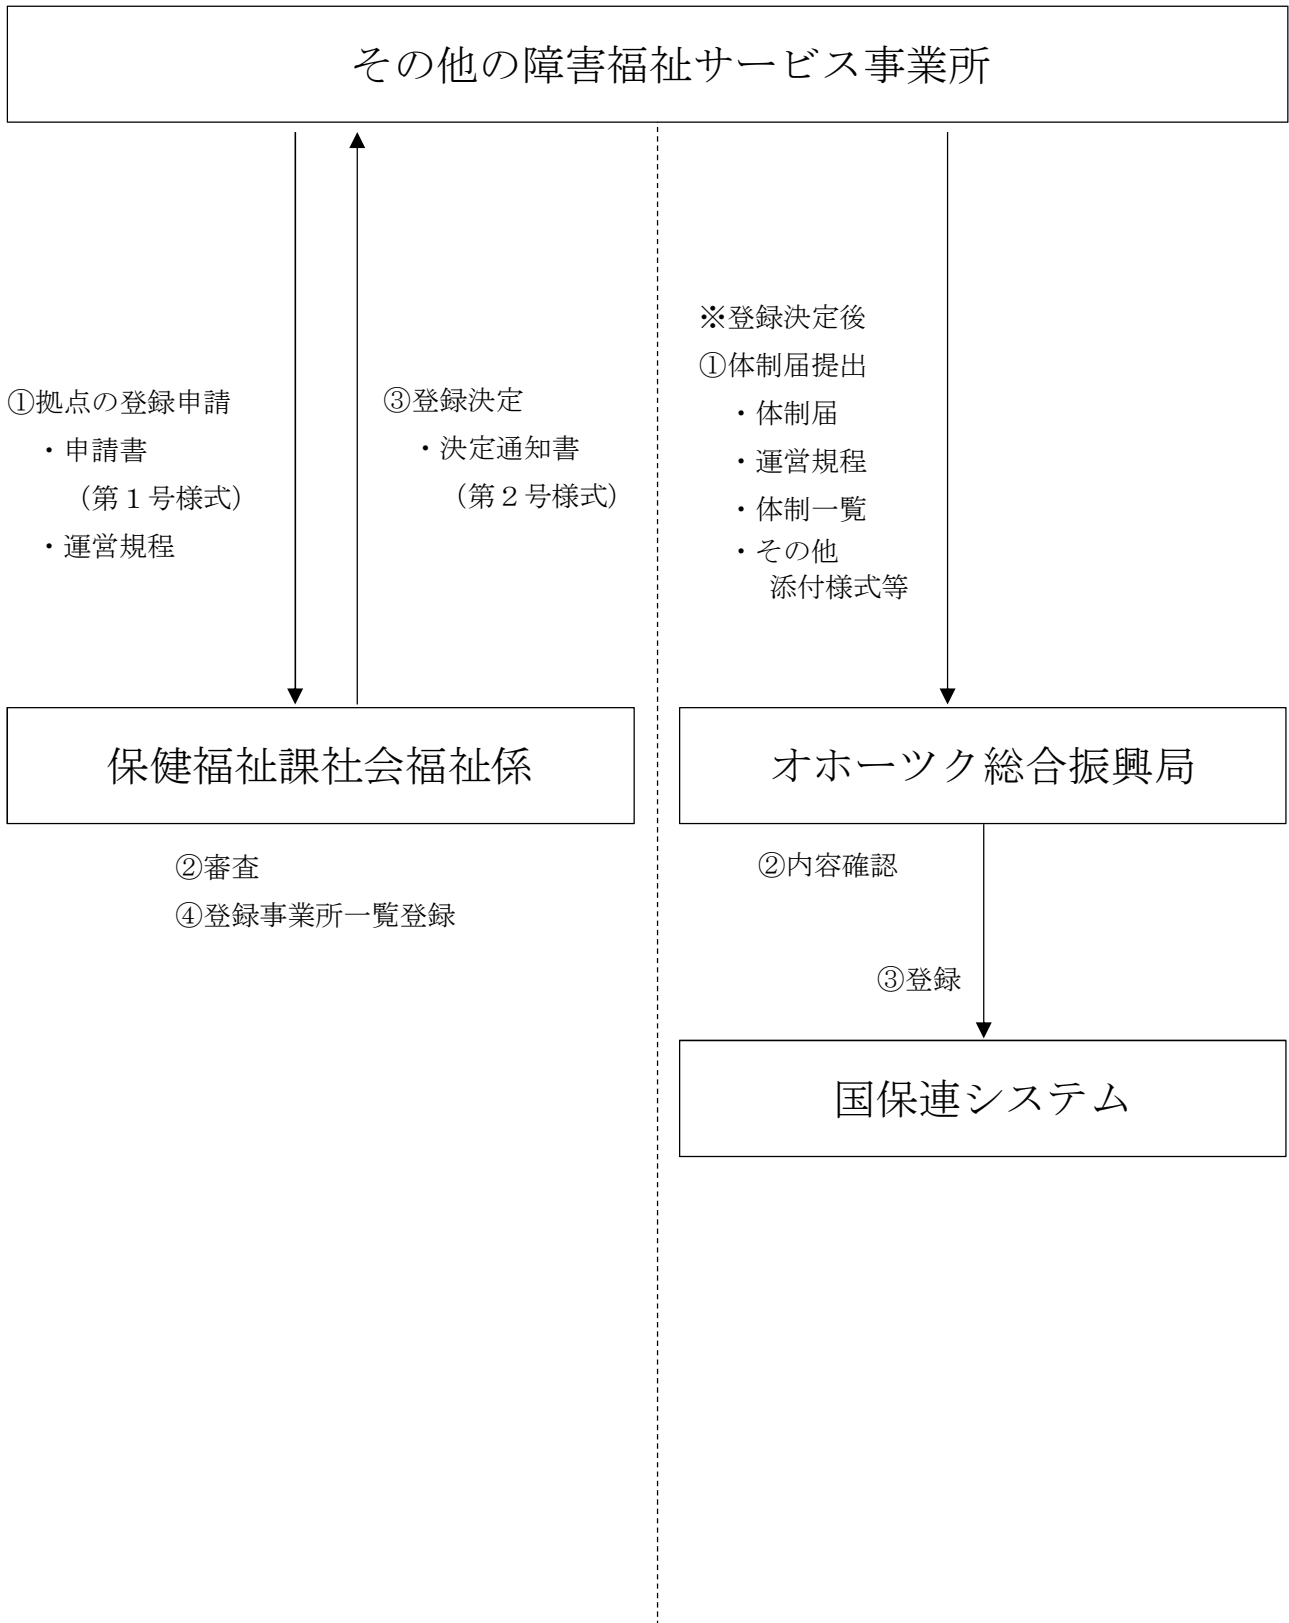 その他の障害福祉サービス事業所
①拠点の登録申請
・申請書
（第１号様式）
・運営規程
③登録決定
・決定通知書
（第２号様式）
※登録決定後
①体制届提出
・体制届
・運営規程
・体制一覧
・その他
添付様式等
保健福祉課社会福祉係
②審査
④登録事業所一覧登録
オホーツク総合振興局
②内容確認
③登録
国保連システム